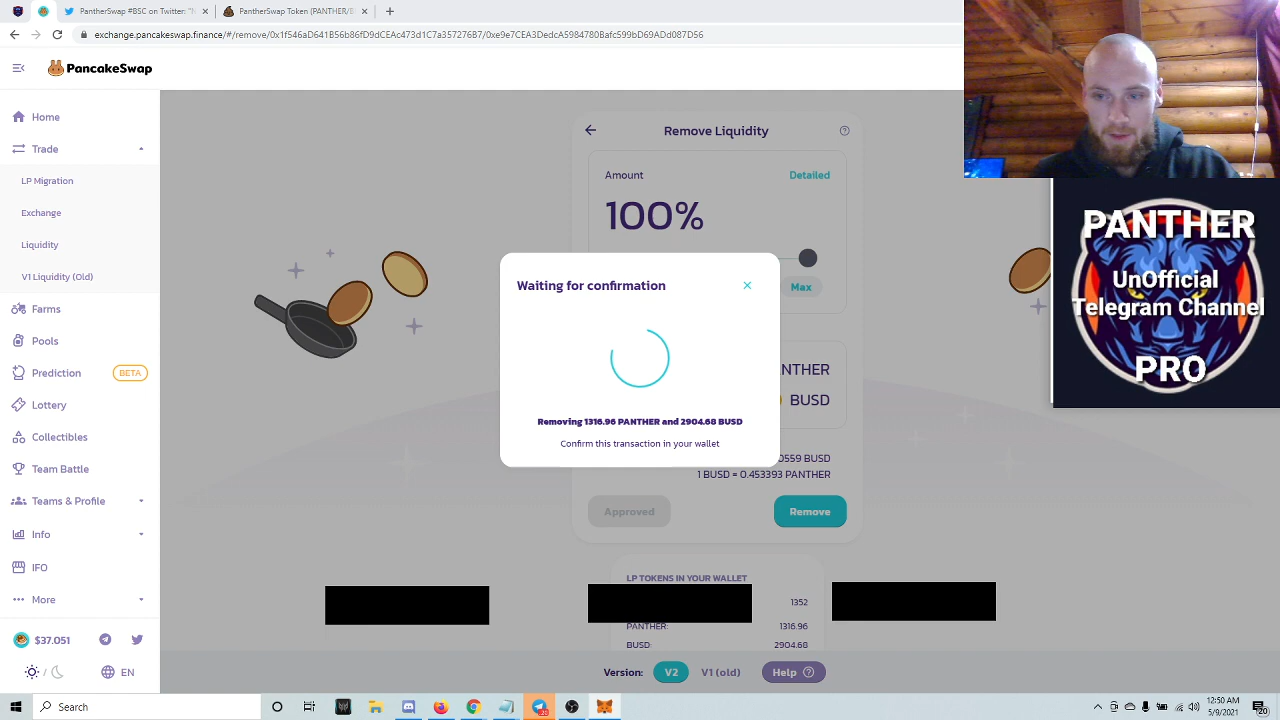 PantherSwap #BSC on Twitter: "
PantherSwap Token (PANTHER/B
exchange.pancakeswap.finance/#/remove/0x1f546aD641B56b86fD9dCEAc473d1C7a357276B7/0xe9e7CEA3DedcA5984780Bafc599bD69ADd087D56
PancakeSwap
Home
Trade
LP Migration
Exchange
Liquidity
V1 Liquidity (Old)
Farms
Pools
Prediction BETA
Lottery
Collectibles
Team Battle
Teams & Profile
Info
IFO
More
$37.051
EN
Remove Liquidity
Amount Detailed
100%
Max
NTHER
BUSD
0559 BUSD
1 BUSD = 0.453393 PANTHER
Approved Remove
Waiting for confirmation
Removing 1316.96 PANTHER and 2904.68 BUSD
Confirm this transaction in your wallet
LP TOKENS IN YOUR WALLET
1352
PANTHER: 1316.96
BUSD: 2904.68
Version: V2 V1 (old) Help
PANTHER
UnOfficial
Telegram Channel
PRO
Search
12:50 AM
5/5/2021